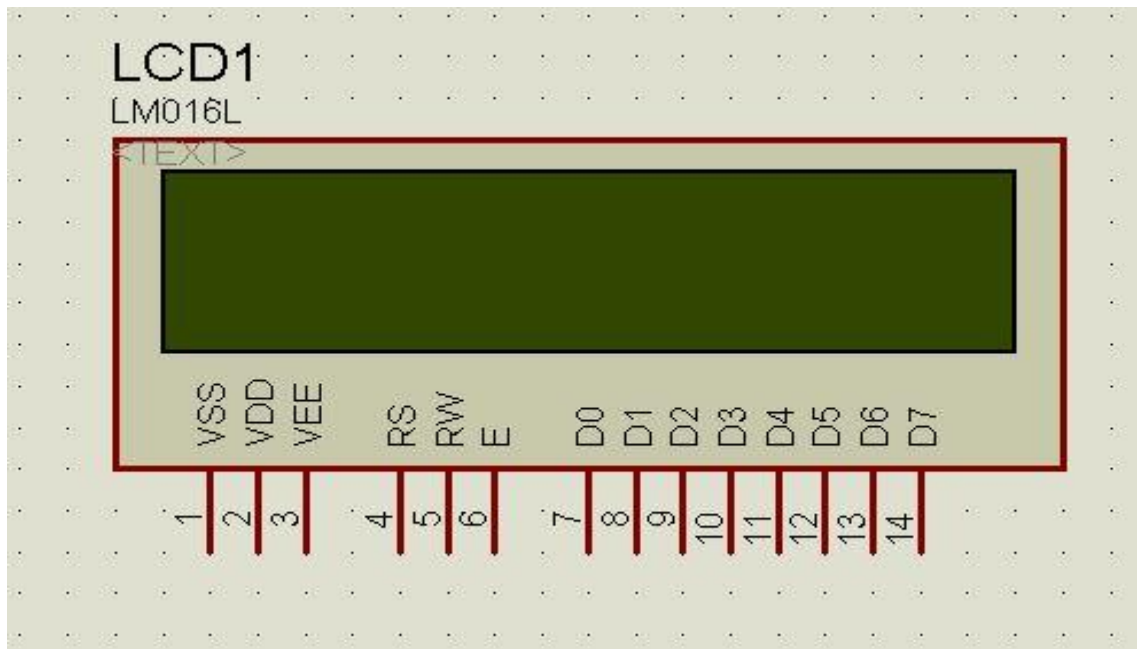 LCD1
LM016L
<TEXT>
VSS VDD VEE RS RW E D0 D1 D2 D3 D4 D5 D6 D7
1 2 3 4 5 6 7 8 9 10 11 12 13 14